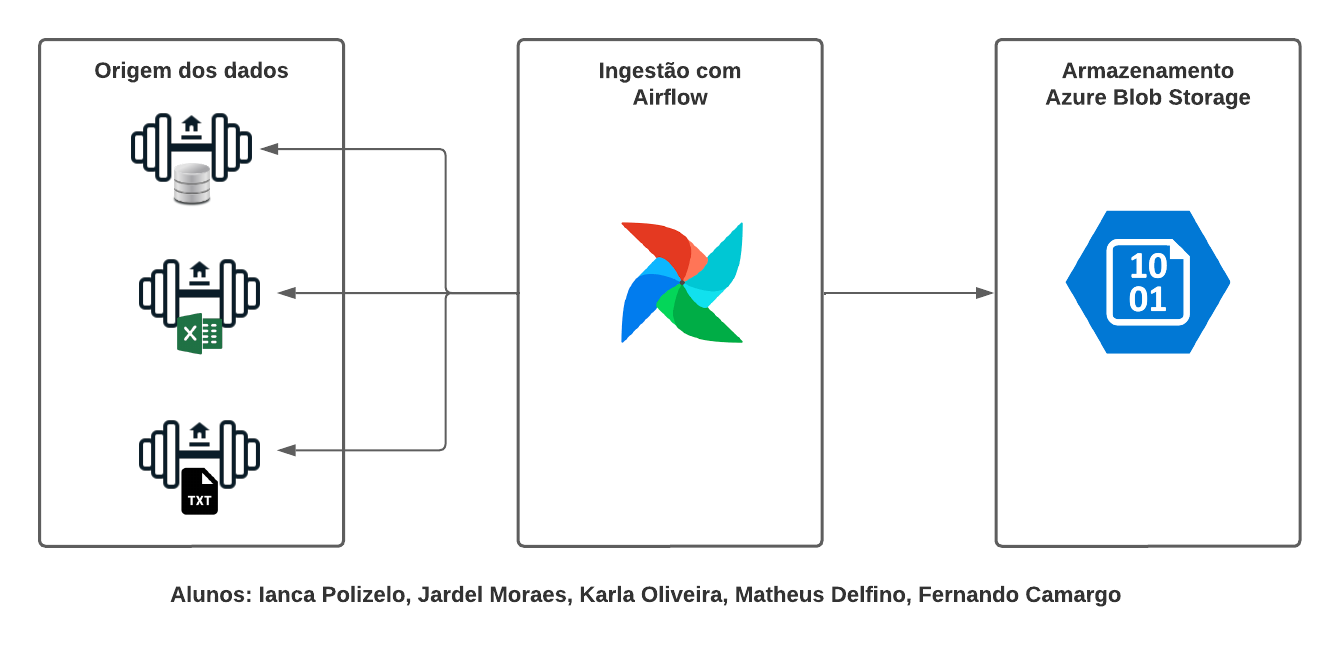 Origem dos dados
Ingestão com
Airflow
Armazenamento
Azure Blob Storage
X
TXT
10
01
Alunos: Ianca Polizelo, Jardel Moraes, Karla Oliveira, Matheus Delfino, Fernando Camargo